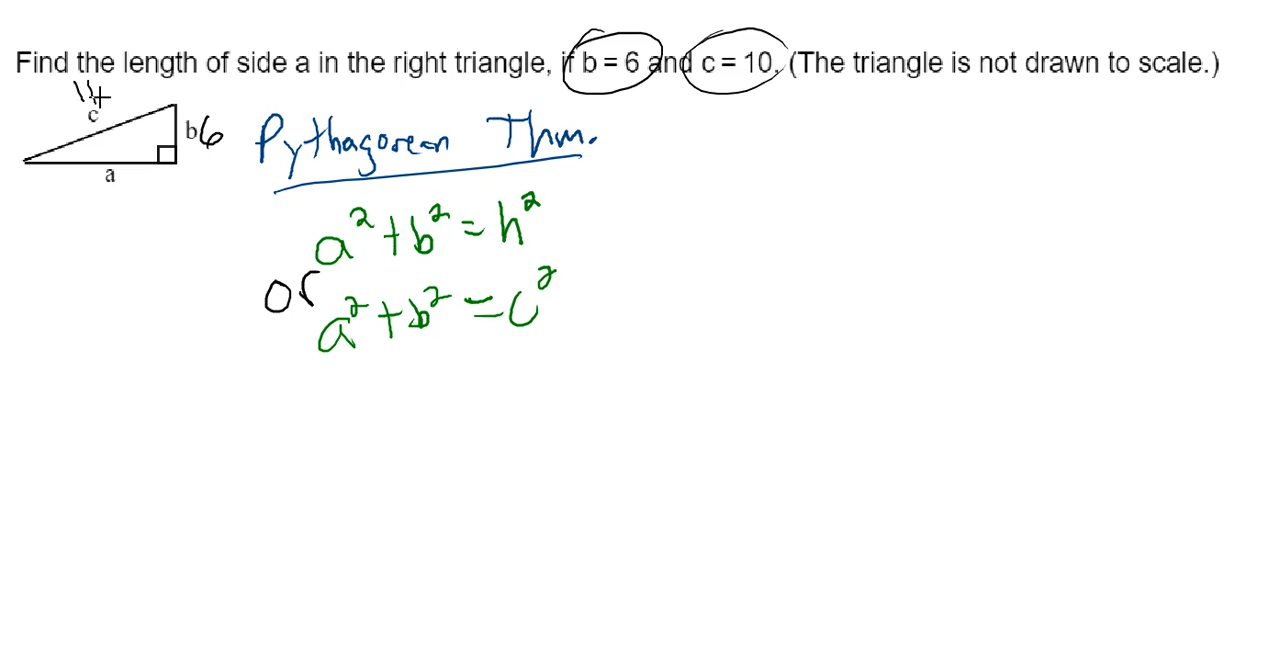 Find the length of side a in the right triangle, if b = 6 and c = 10. (The triangle is not drawn to scale.)
14
c
b 6
a
Pythagorean Thm.
a² + b² = h²
or
a² + b² = c²